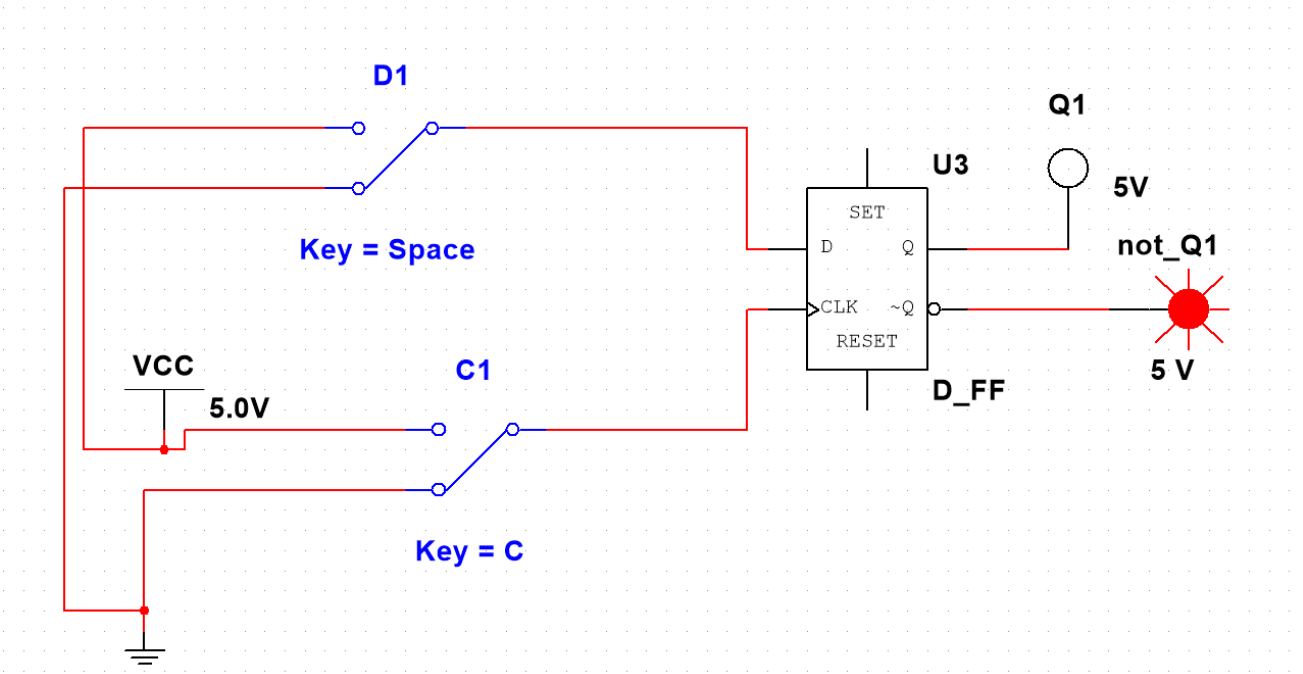 D1
Q1
U3
5V
SET
Key = Space
D
Q
not_Q1
CLK
~Q
RESET
VCC
C1
5 V
5.0V
D_FF
Key = C